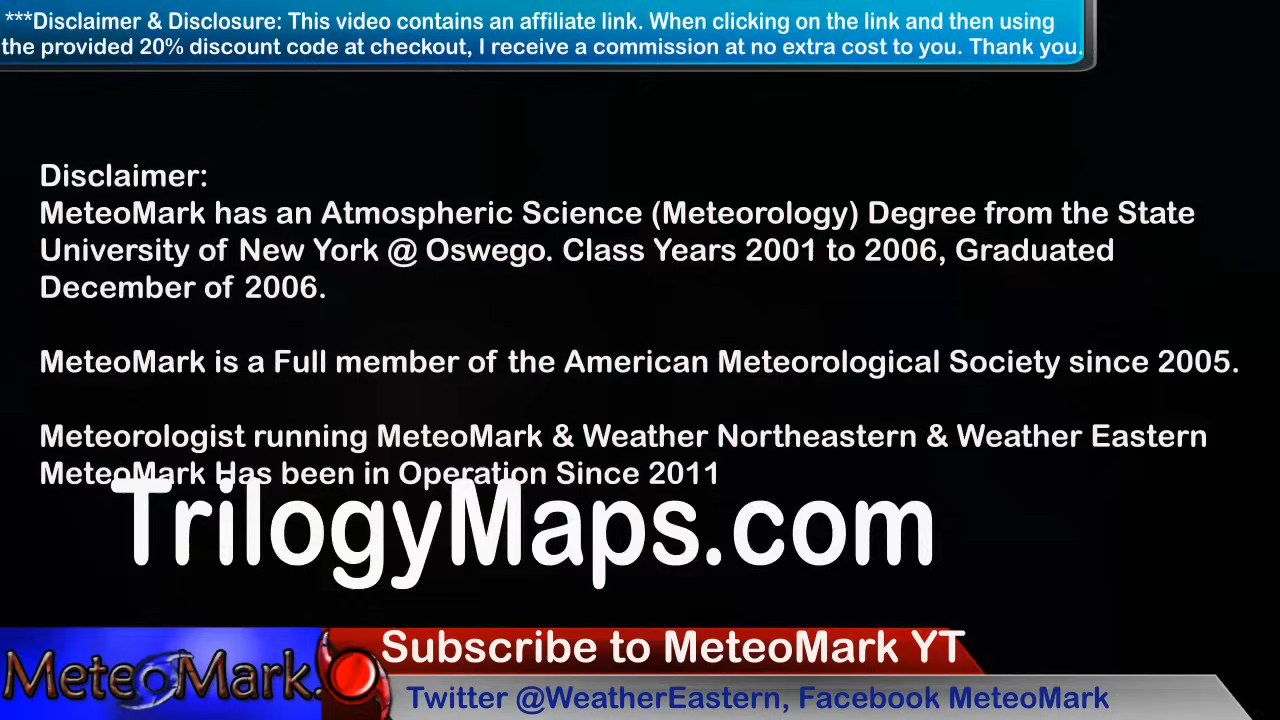 ***Disclaimer & Disclosure: This video contains an affiliate link. When clicking on the link and then using
the provided 20% discount code at checkout, I receive a commission at no extra cost to you. Thank you.
Disclaimer:
MeteoMark has an Atmospheric Science (Meteorology) Degree from the State
University of New York @ Oswego. Class Years 2001 to 2006, Graduated
December of 2006.
MeteoMark is a Full member of the American Meteorological Society since 2005.
Meteorologist running MeteoMark & Weather Northeastern & Weather Eastern
MeteoMark Has been in Operation Since 2011
TrilogyMaps.com
Subscribe to MeteoMark YT
MeteoMark.
Twitter @WeatherEastern, Facebook MeteoMark